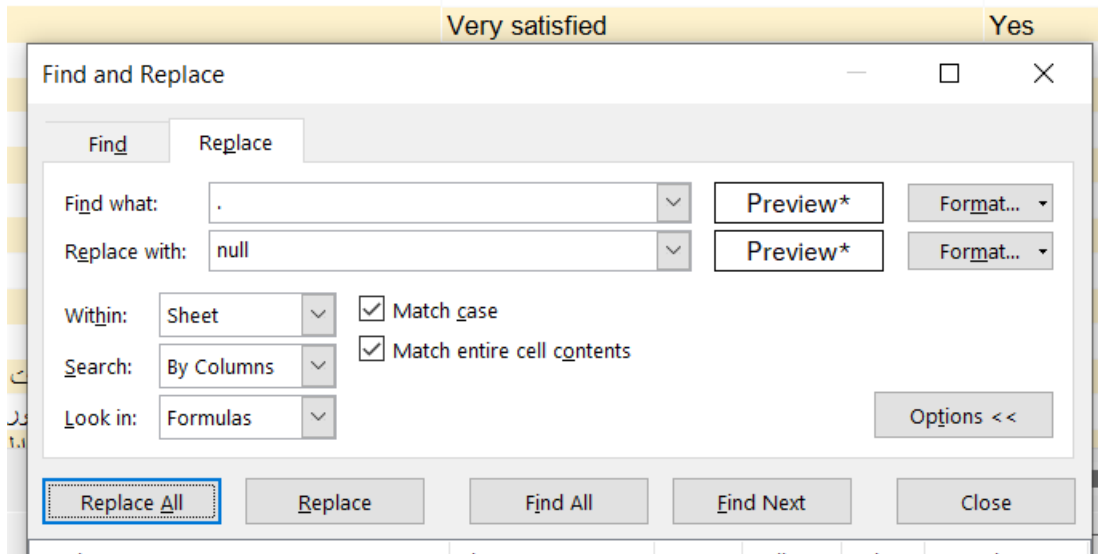 Very satisfied Yes
Find and Replace
Find Replace
Find what: . Preview* Format...
Replace with: null Preview* Format...
Within: Sheet Match case
Search: By Columns Match entire cell contents
Look in: Formulas Options <<
Replace All Replace Find All Find Next Close